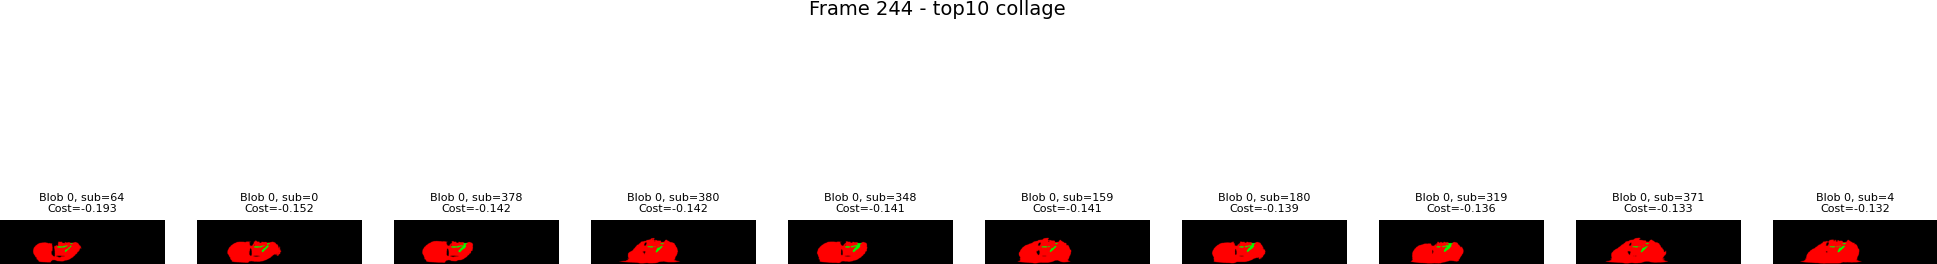 Frame 244 - top10 collage
Blob 0, sub=64
Cost=-0.193
Blob 0, sub=0
Cost=-0.152
Blob 0, sub=378
Cost=-0.142
Blob 0, sub=380
Cost=-0.142
Blob 0, sub=348
Cost=-0.141
Blob 0, sub=159
Cost=-0.141
Blob 0, sub=180
Cost=-0.139
Blob 0, sub=319
Cost=-0.136
Blob 0, sub=371
Cost=-0.133
Blob 0, sub=4
Cost=-0.132